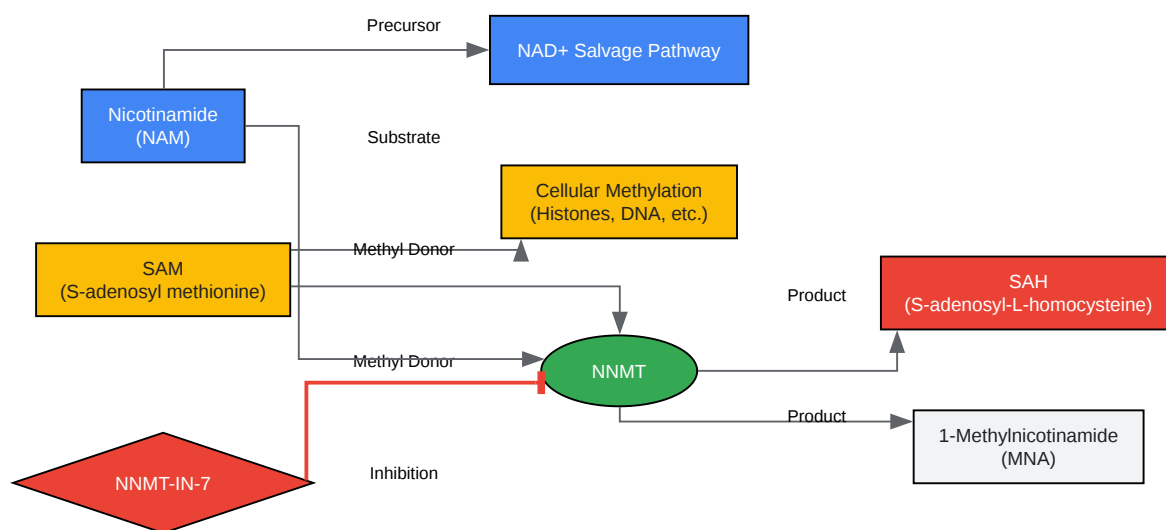 Precursor
NAD+ Salvage Pathway
Nicotinamide
(NAM)
Substrate
Cellular Methylation
(Histones, DNA, etc.)
Methyl Donor
SAM
(S-adenosyl methionine)
SAH
(S-adenosyl-L-homocysteine)
Product
Methyl Donor
NNMT
Product
1-Methylnicotinamide
(MNA)
NNMT-IN-7
Inhibition